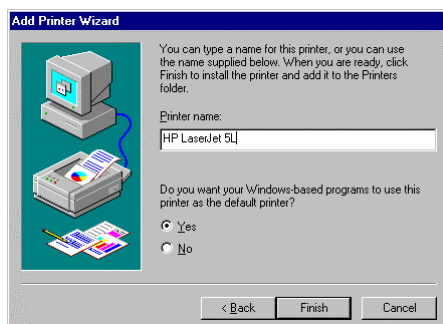 Add Printer Wizard
You can type a name for this printer, or you can use
the name supplied below. When you are ready, click
Finish to install the printer and add it to the Printers
folder.
Printer name:
HP LaserJet 5L
Do you want your Windows-based programs to use this
printer as the default printer?
Yes
No
< Back
Finish
Cancel